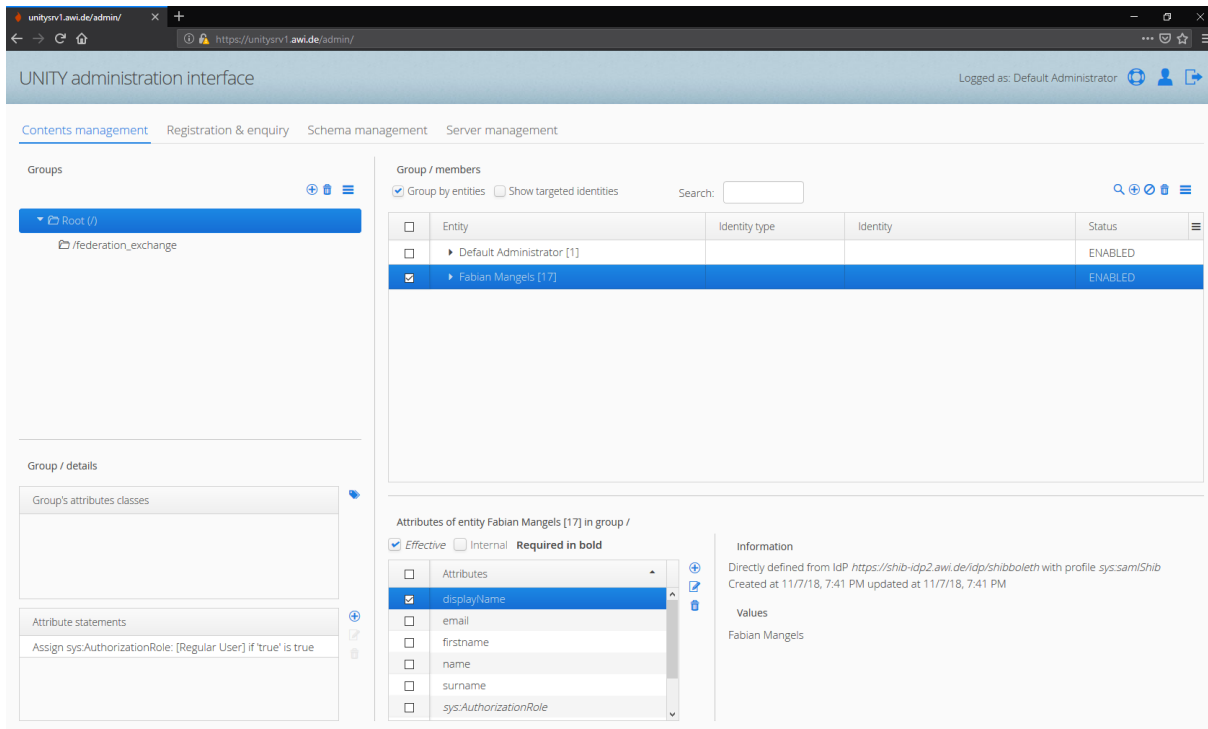 unitysrv1.awi.de/admin/
https://unitysrv1.awi.de/admin/
UNITY administration interface
Logged as: Default Administrator
Contents management Registration & enquiry Schema management Server management
Groups
Root (/)
/federation_exchange
Group / members
Group by entities Show targeted identities Search:
Entity Identity type Identity Status
Default Administrator [1] ENABLED
Fabian Mangels [17] ENABLED
Group / details
Group's attributes classes
Attribute statements
Assign sys:AuthorizationRole: [Regular User] if 'true' is true
Attributes of entity Fabian Mangels [17] in group /
Effective Internal Required in bold
Attributes
displayName
email
firstname
name
surname
sys:AuthorizationRole
Information
Directly defined from IdP https://shib-idp2.awi.de/idp/shibboleth with profile sys:samlShib
Created at 11/7/18, 7:41 PM updated at 11/7/18, 7:41 PM
Values
Fabian Mangels